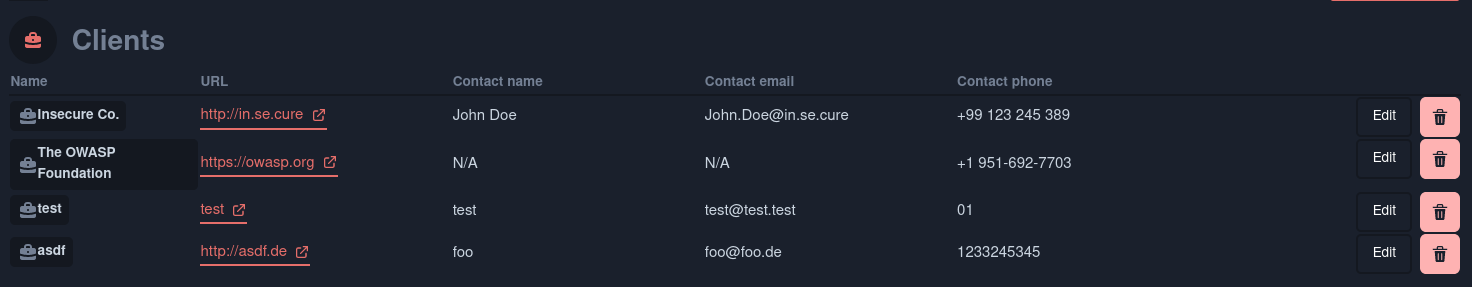 Clients
Name URL Contact name Contact email Contact phone
Insecure Co. http://in.se.cure John Doe John.Doe@in.se.cure +99 123 245 389 Edit
The OWASP
Foundation https://owasp.org N/A N/A +1 951-692-7703 Edit
test test test test@test.test 01 Edit
asdf http://asdf.de foo foo@foo.de 1233245345 Edit